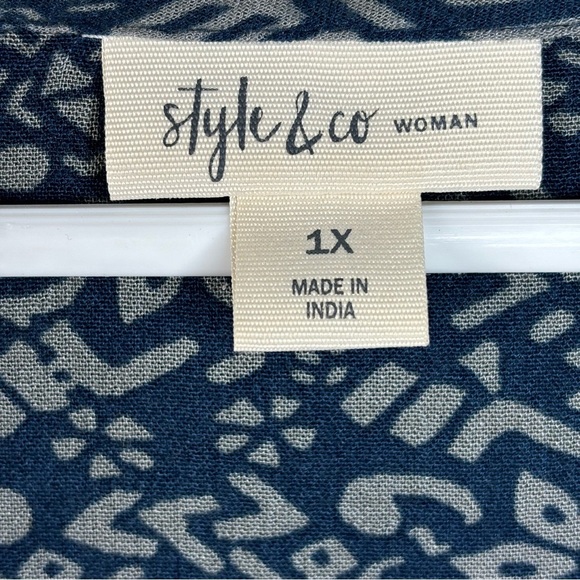 style & co WOMAN
1X
MADE IN
INDIA